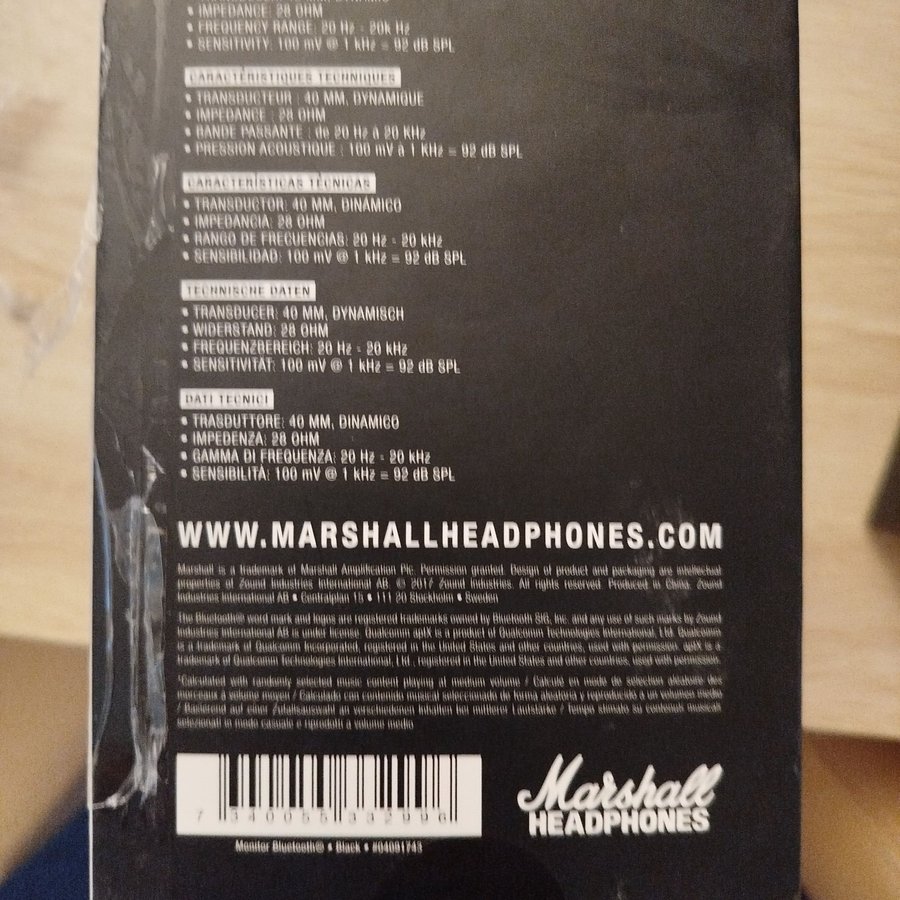 • IMPEDANCE: 28 OHM
• FREQUENCY RANGE: 20 Hz - 20k Hz
• SENSITIVITY: 100 mV @ 1 kHz = 92 dB SPL
CARACTÉRISTIQUES TECHNIQUES
• TRANSDUCTEUR : 40 MM, DYNAMIQUE
• IMPEDANCE : 28 OHM
• BANDE PASSANTE : de 20 Hz à 20 KHz
• PRESSION ACOUSTIQUE : 100 mV à 1 KHz = 92 dB SPL
CARACTERÍSTICAS TÉCNICAS
• TRANSDUCTOR: 40 MM, DINÁMICO
• IMPEDANCIA: 28 OHM
• RANGO DE FRECUENCIAS: 20 Hz - 20 kHz
• SENSIBILIDAD: 100 mV @ 1 kHz = 92 dB SPL
TECHNISCHE DATEN
• TRANSDUCER: 40 MM, DYNAMISCH
• WIDERSTAND: 28 OHM
• FREQUENZBEREICH: 20 Hz - 20 kHz
• SENSITIVITÄT: 100 mV @ 1 kHz = 92 dB SPL
DATI TECNICI
• TRASDUTTORE: 40 MM, DINAMICO
• IMPEDENZA: 28 OHM
• GAMMA DI FREQUENZA: 20 Hz - 20 kHz
• SENSIBILITÀ: 100 mV @ 1 kHz = 92 dB SPL
WWW.MARSHALLHEADPHONES.COM
Marshall is a trademark of Marshall Amplification Plc. Permission granted. Design of product and packaging are intellectual
properties of Zound Industries International AB. © 2017 Zound Industries. All rights reserved. Produced in China. Zound
Industries International AB • Centralplan 15 • 111 20 Stockholm • Sweden
The Bluetooth® word mark and logos are registered trademarks owned by Bluetooth SIG, Inc. and any use of such marks by Zound
Industries International AB is under license. Qualcomm aptX is a product of Qualcomm Technologies International, Ltd. Qualcomm
is a trademark of Qualcomm Incorporated, registered in the United States and other countries, used with permission. aptX is a
trademark of Qualcomm Technologies International, Ltd., registered in the United States and other countries, used with permission.
*Calculated with randomly selected music content playing at medium volume / Calculé en mode de sélection aléatoire des
morceaux à volume moyen / Calculado con contenido musical seleccionado de forma aleatoria y reproducido a un volumen medio
/ Basierend auf einer Zufallsauswahl an verschiedenen Inhalten bei mittlerer Lautstärke / Tempo stimato su contenuti musicali
selezionati in modo casuale e riprodotti a volume medio
7 340055 332996
Monitor Bluetooth® • Black • #04091743
Marshall
HEADPHONES